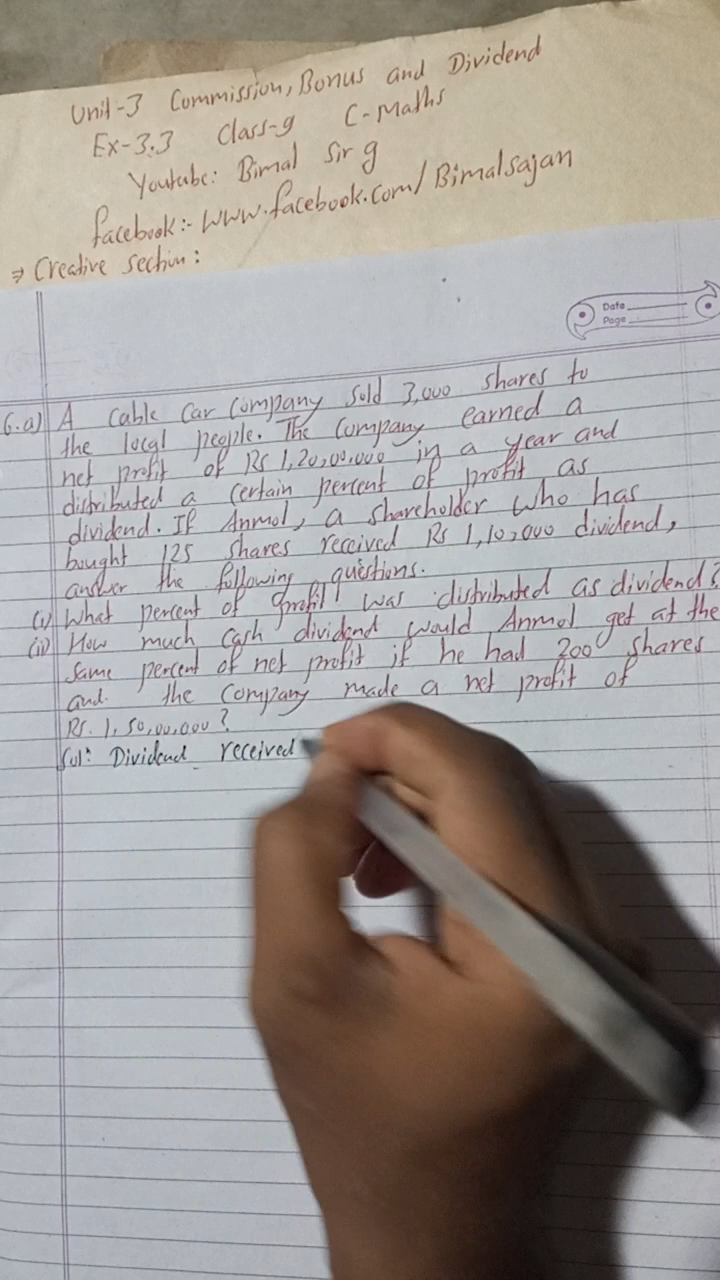 Unit-3 Commission, Bonus and Dividend
Ex-3.3 Class-9 C-Maths
Youtube: Bimal Sir g
facebook:- www.facebook.com/Bimalsajan
⇒ Creative section:
Date
Page
6.a) A Cable Car Company sold 3,000 shares to
the local people. The Company earned a
net profit of Rs 1,20,00,000 in a year and
distributed a certain percent of profit as
dividend. If Anmol, a shareholder who has
bought 125 shares received Rs 1,10,000 dividend,
answer the following questions.
(i) What percent of profit was distributed as dividend?
(ii) How much cash dividend would Anmol get at the
same percent of net profit if he had 200 shares
and the company made a net profit of
Rs. 1,50,00,000?
Solⁿ: Dividend received